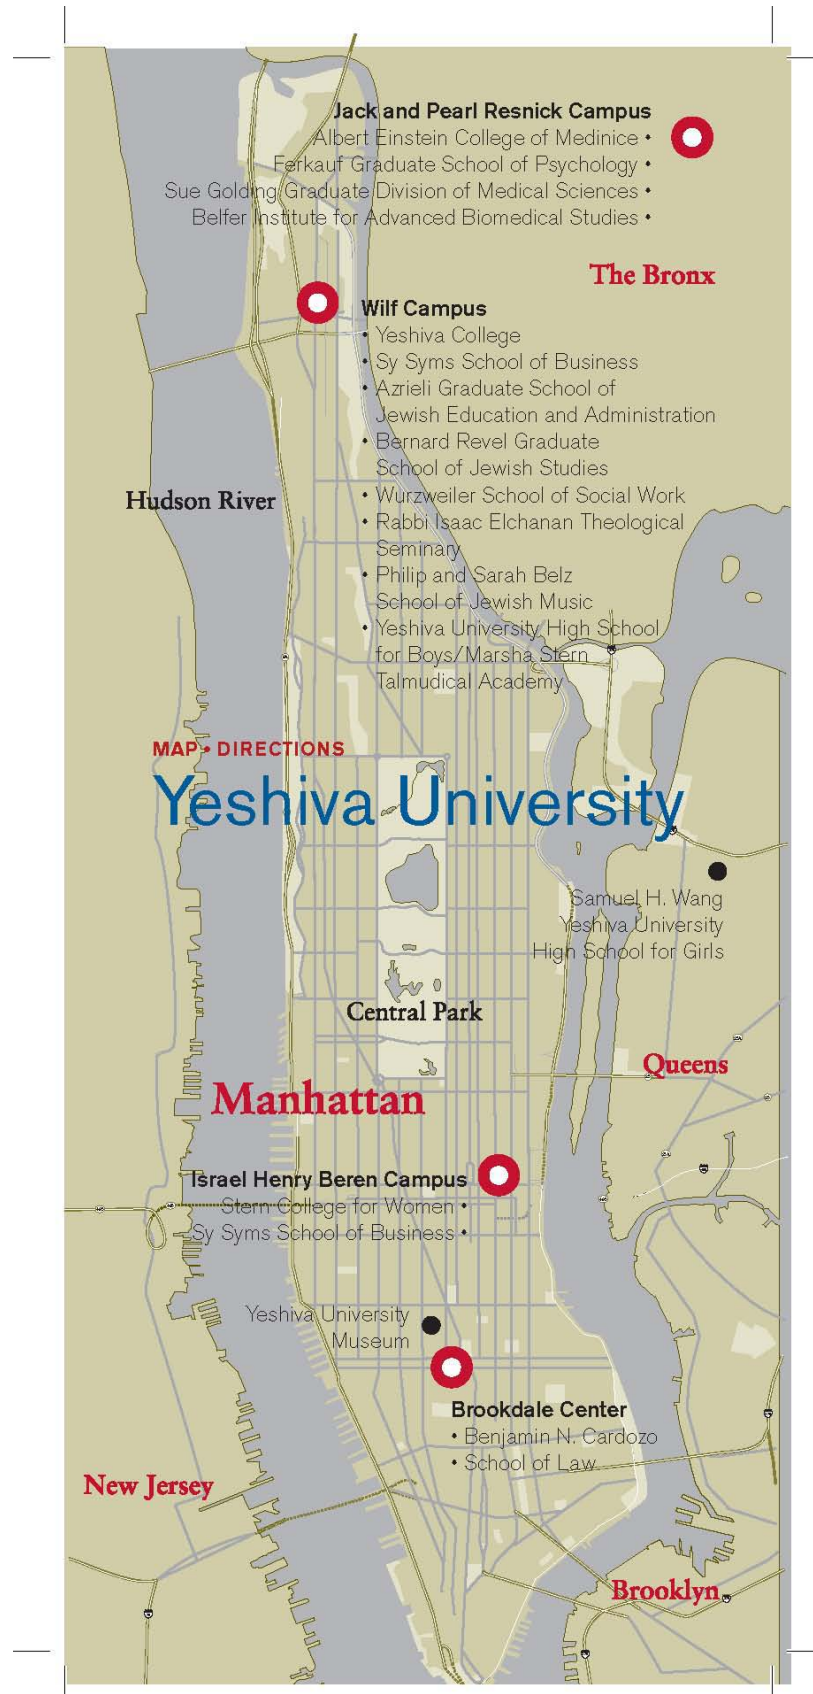 Jack and Pearl Resnick Campus
Albert Einstein College of Medinice •
Ferkauf Graduate School of Psychology •
Sue Golding Graduate Division of Medical Sciences •
Belfer Institute for Advanced Biomedical Studies •
The Bronx
Wilf Campus
• Yeshiva College
• Sy Syms School of Business
• Azrieli Graduate School of
Jewish Education and Administration
• Bernard Revel Graduate
School of Jewish Studies
• Wurzweiler School of Social Work
• Rabbi Isaac Elchanan Theological
Seminary
• Philip and Sarah Belz
School of Jewish Music
• Yeshiva University High School
for Boys/Marsha Stern
Talmudical Academy
Hudson River
MAP • DIRECTIONS
Yeshiva University
Samuel H. Wang
Yeshiva University
High School for Girls
Central Park
Queens
Manhattan
Israel Henry Beren Campus
Stern College for Women •
Sy Syms School of Business •
Yeshiva University
Museum
Brookdale Center
• Benjamin N. Cardozo
• School of Law
New Jersey
Brooklyn